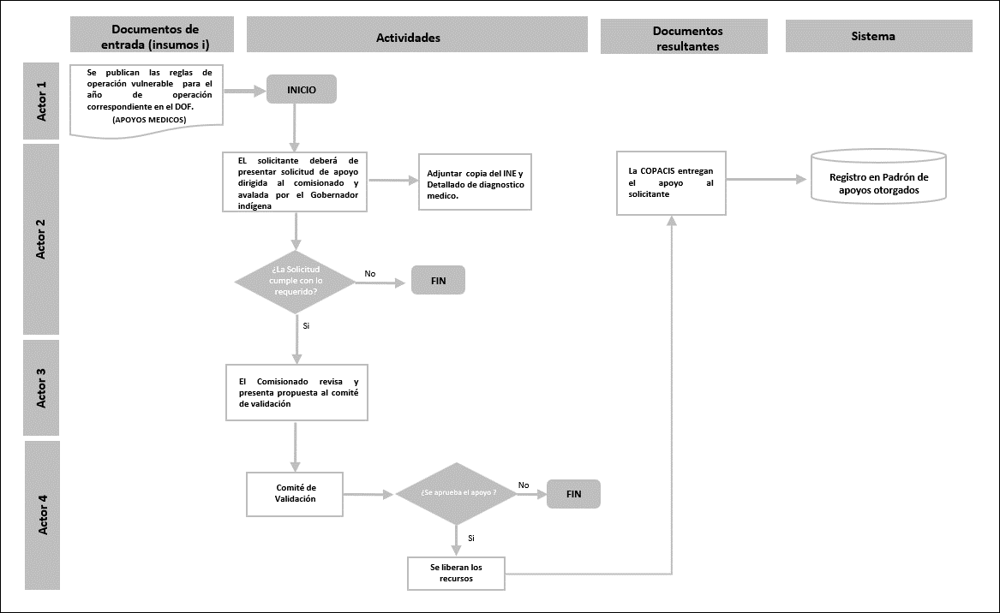 Documentos de
entrada (insumos i)
Actividades
Documentos
resultantes
Sistema
Actor 1
Se publican las reglas de
operación vulnerable para el
año de operación
correspondiente en el DOF.
(APOYOS MEDICOS)
INICIO
Actor 2
EL solicitante deberá de
presentar solicitud de apoyo
dirigida al comisionado y
avalada por el Gobernador
indígena
Adjuntar copia del INE y
Detallado de diagnostico
medico.
La COPACIS entregan
el apoyo al
solicitante
Registro en Padrón de
apoyos otorgados
¿La Solicitud
cumple con lo
requerido?
No
FIN
Si
Actor 3
El Comisionado revisa y
presenta propuesta al comité
de validación
Actor 4
Comité de
Validación
¿Se aprueba el apoyo ?
No
FIN
Si
Se liberan los
recursos